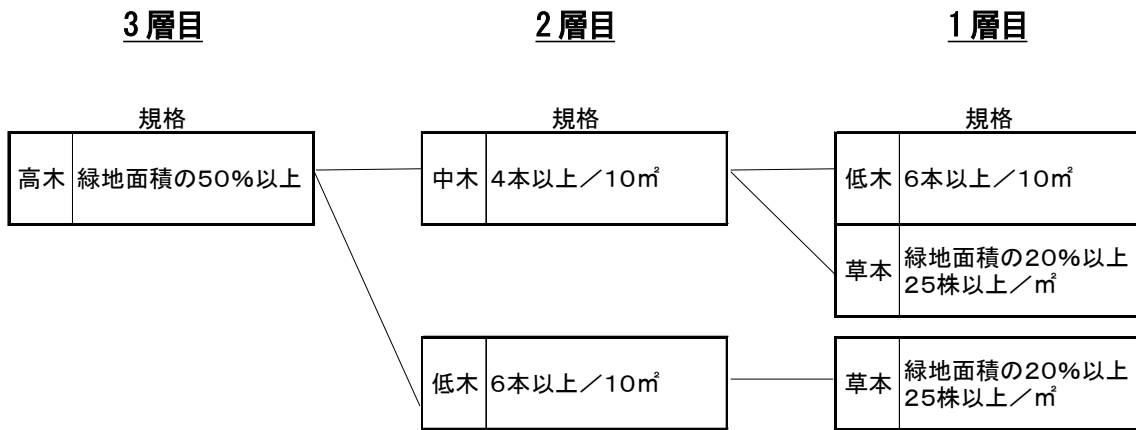 3層目
2層目
1層目
規格
規格
規格
高木
緑地面積の50%以上
中木
4本以上／10㎡
低木
6本以上／10㎡
草本
緑地面積の20%以上
25株以上／㎡
低木
6本以上／10㎡
草本
緑地面積の20%以上
25株以上／㎡